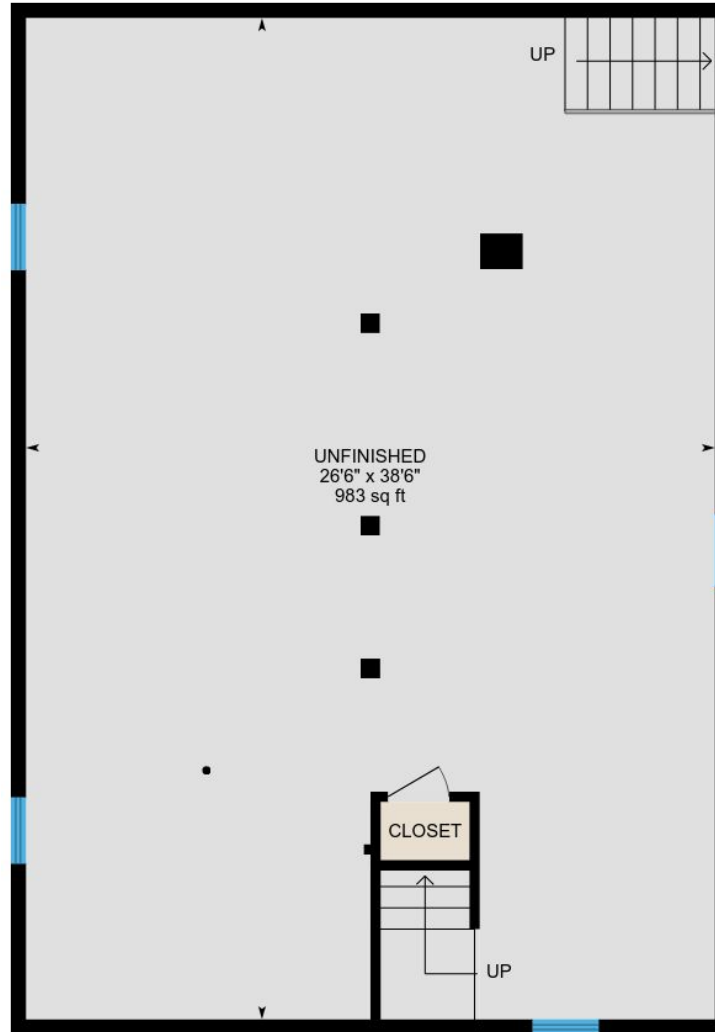 UP
UNFINISHED
26'6" x 38'6"
983 sq ft
CLOSET
UP